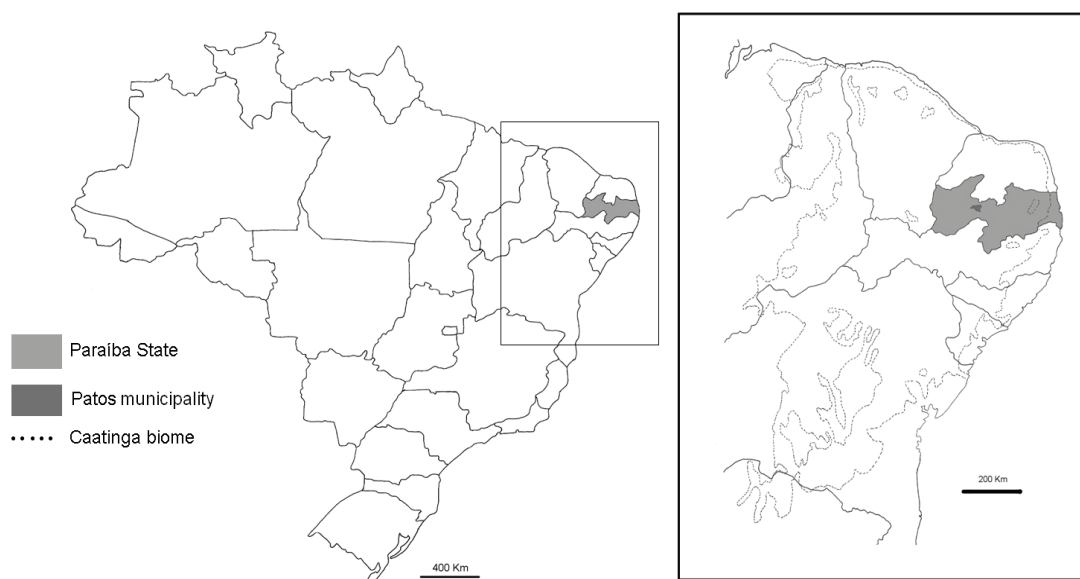 Paraíba State
Patos municipality
Caatinga biome
400 Km
200 Km